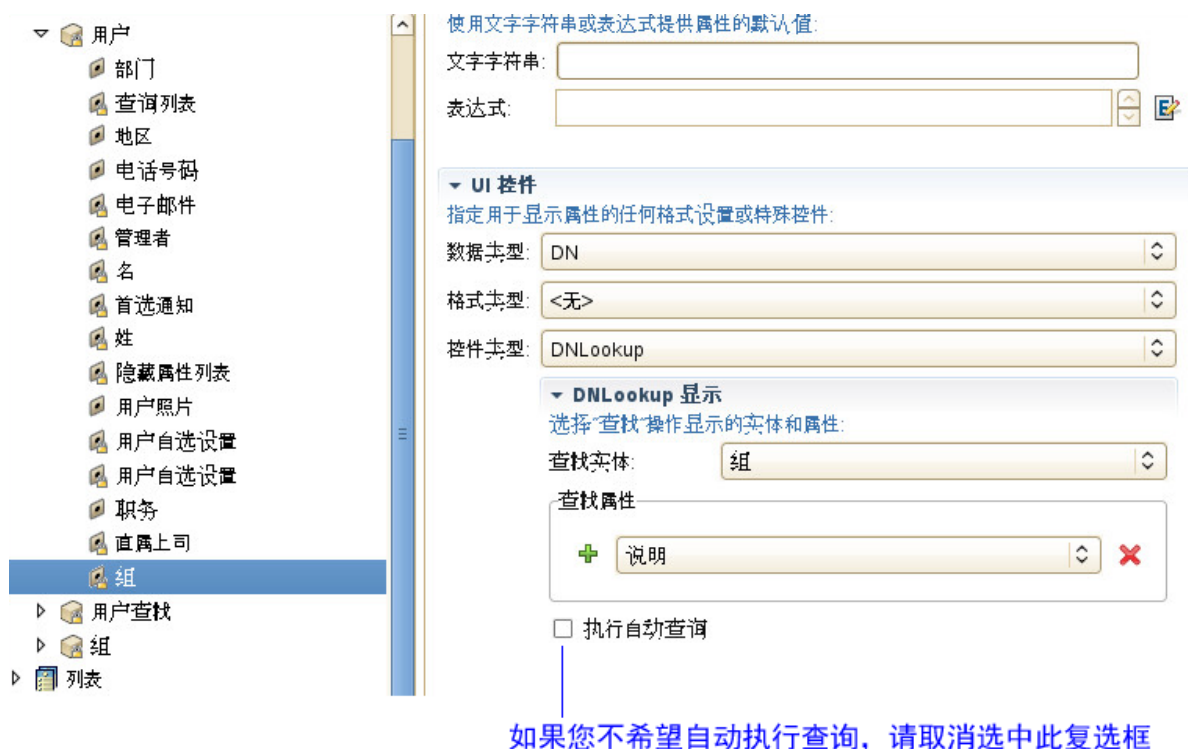 用户
部门
查询列表
地区
电话号码
电子邮件
管理者
名
首选通知
姓
隐藏属性列表
用户照片
用户自选设置
用户自选设置
职务
直属上司
组
用户查找
组
列表
使用文字字符串或表达式提供属性的默认值:
文字字符串:
表达式:
UI 控件
指定用于显示属性的任何格式设置或特殊控件:
数据类型: DN
格式类型: <无>
控件类型: DNLookup
DNLookup 显示
选择“查找”操作显示的实体和属性:
查找实体: 组
查找属性
说明
执行自动查询
如果您不希望自动执行查询，请取消选中此复选框